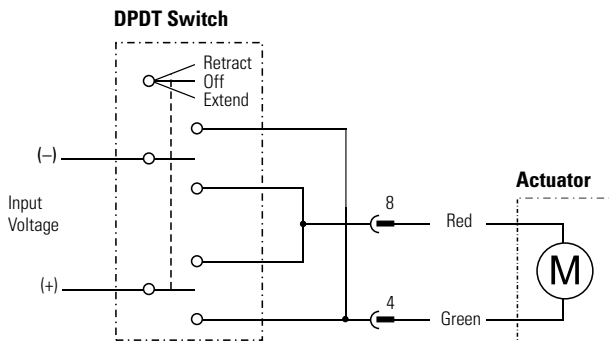 DPDT Switch
Retract
Off
Extend
(–)
Input
Voltage
(+)
8
Red
4
Green
Actuator
M